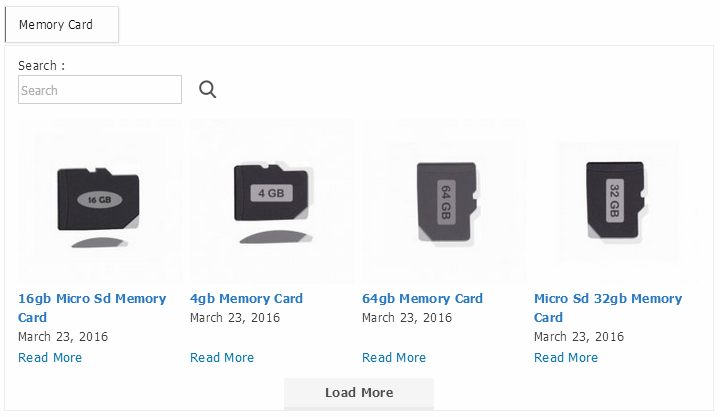 Memory Card
Search :
Search
16 GB
4 GB
64 GB
32 GB
16gb Micro Sd Memory
Card
March 23, 2016
Read More
4gb Memory Card
March 23, 2016
Read More
64gb Memory Card
March 23, 2016
Read More
Micro Sd 32gb Memory
Card
March 23, 2016
Read More
Load More